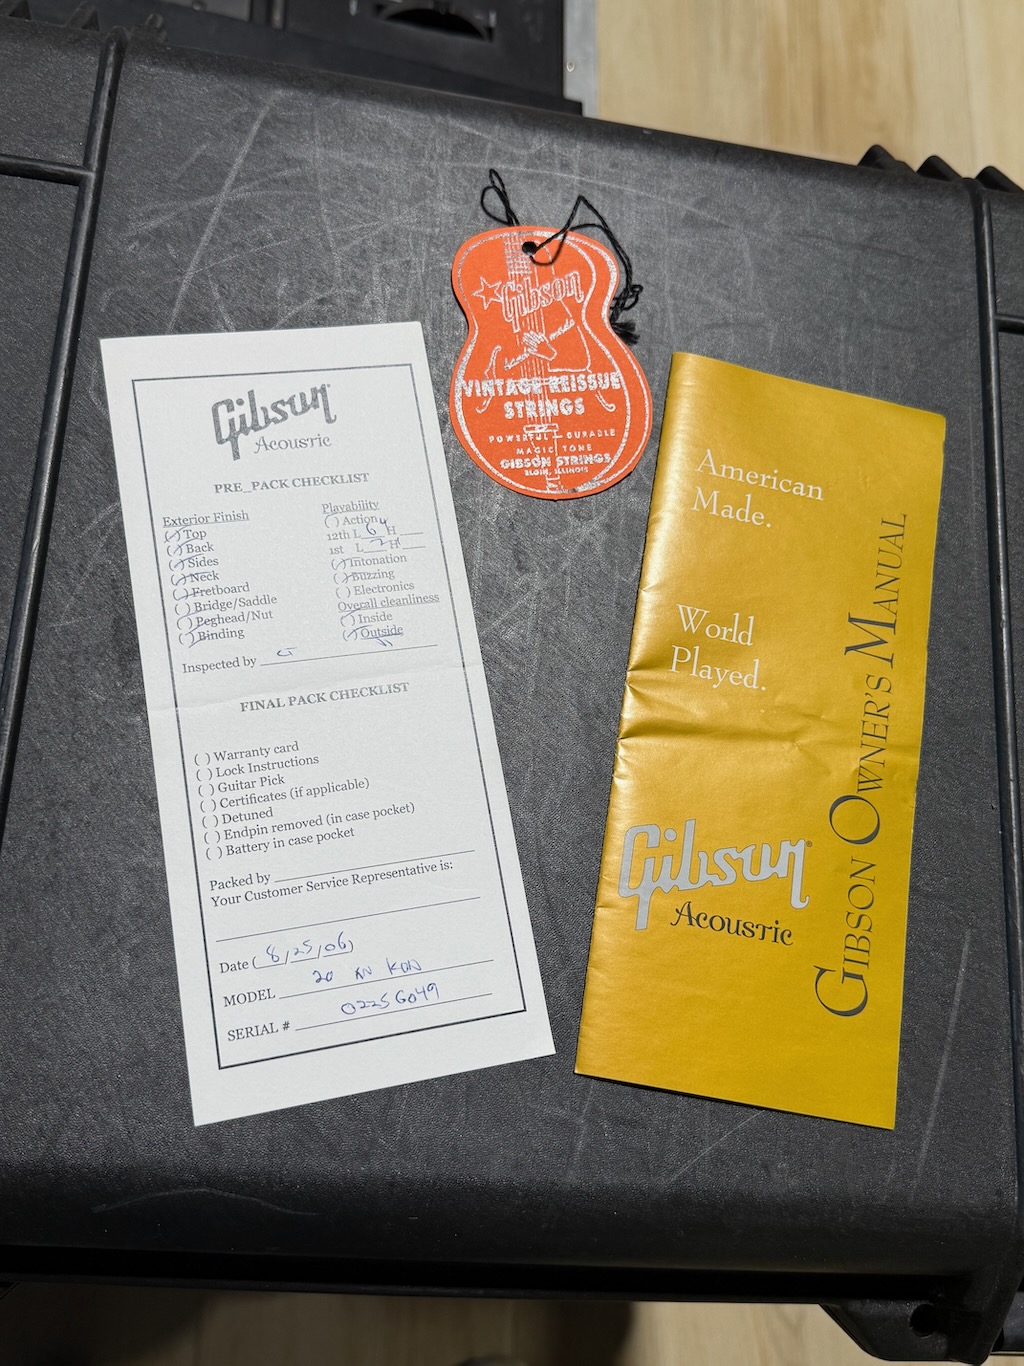 Gibson
Acoustic
PRE_PACK CHECKLIST
Exterior Finish
(✓) Top
(✓) Back
(✓) Sides
(✓) Neck
(✓) Fretboard
( ) Bridge/Saddle
( ) Peghead/Nut
( ) Binding
Playability
( ) Action
12th L 6 H
1st L H
( ) Intonation
( ) Buzzing
( ) Electronics
Overall cleanliness
( ) Inside
( ) Outside
Inspected by
FINAL PACK CHECKLIST
( ) Warranty card
( ) Lock Instructions
( ) Guitar Pick
( ) Certificates (if applicable)
( ) Detuned
( ) Endpin removed (in case pocket)
( ) Battery in case pocket
Packed by
Your Customer Service Representative is:
Date (8/25/06)
MODEL 20
SERIAL # 02256049
Gibson
VINTAGE REISSUE
STRINGS
POWERFUL — DURABLE
MAGIC TONE
GIBSON STRINGS
ELGIN, ILLINOIS
American
Made.
World
Played.
Gibson
Acoustic
GIBSON OWNER'S MANUAL